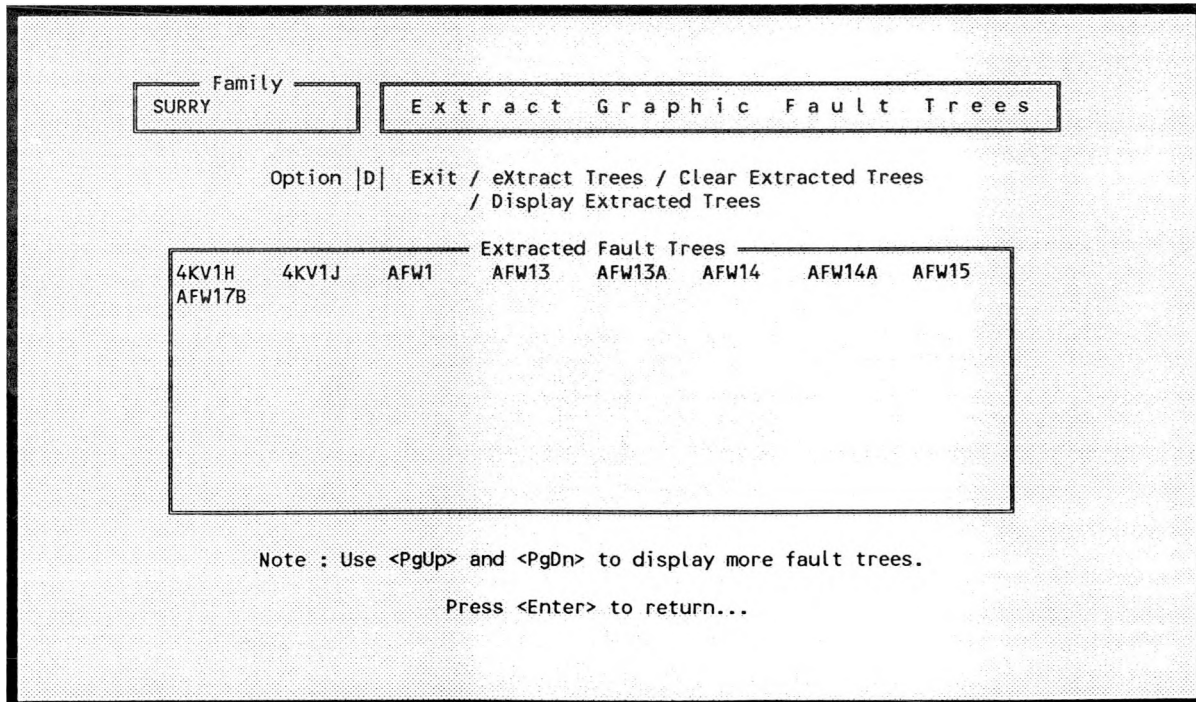 Family
SURRY
Extract Graphic Fault Trees
Option |D| Exit / eXtract Trees / Clear Extracted Trees
/ Display Extracted Trees
Extracted Fault Trees
4KV1H 4KV1J AFW1 AFW13 AFW13A AFW14 AFW14A AFW15
AFW17B
Note : Use <PgUp> and <PgDn> to display more fault trees.
Press <Enter> to return...